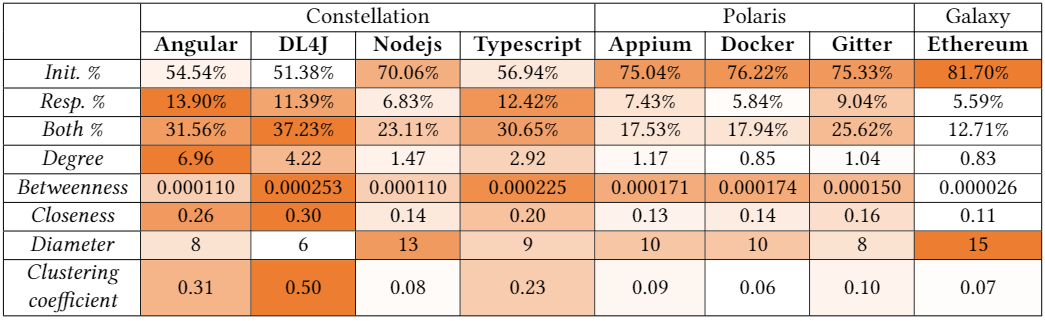 Constellation Polaris Galaxy
Angular DL4J Nodejs Typescript Appium Docker Gitter Ethereum
Init. % 54.54% 51.38% 70.06% 56.94% 75.04% 76.22% 75.33% 81.70%
Resp. % 13.90% 11.39% 6.83% 12.42% 7.43% 5.84% 9.04% 5.59%
Both % 31.56% 37.23% 23.11% 30.65% 17.53% 17.94% 25.62% 12.71%
Degree 6.96 4.22 1.47 2.92 1.17 0.85 1.04 0.83
Betweenness 0.000110 0.000253 0.000110 0.000225 0.000171 0.000174 0.000150 0.000026
Closeness 0.26 0.30 0.14 0.20 0.13 0.14 0.16 0.11
Diameter 8 6 13 9 10 10 8 15
Clustering
coefficient 0.31 0.50 0.08 0.23 0.09 0.06 0.10 0.07